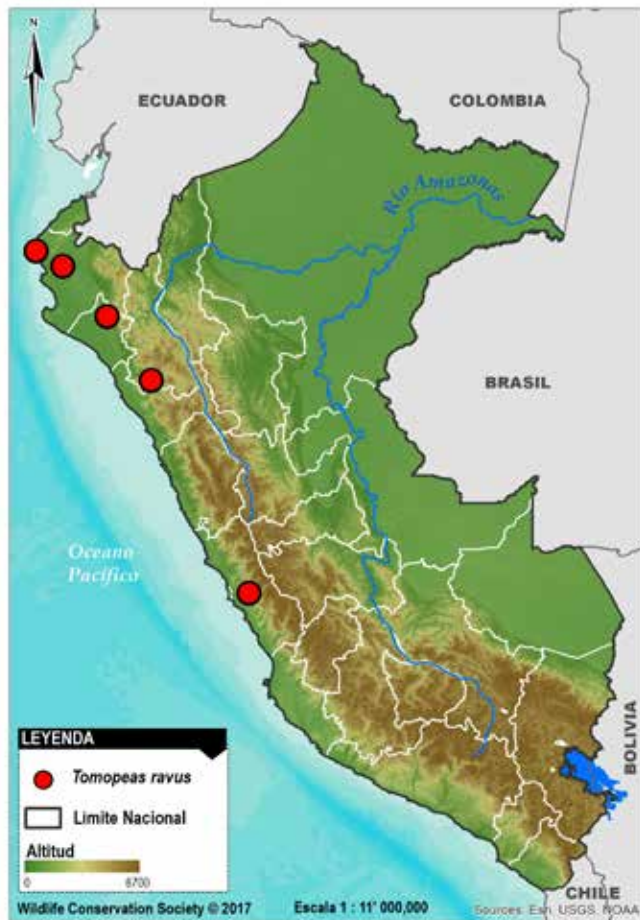 N
ECUADOR
COLOMBIA
Río Amazonas
BRASIL
Oceano
Pacífico
BOLIVIA
LEYENDA
Tomopeas ravus
Limite Nacional
Altitud
0
6700
CHILE
Wildlife Conservation Society © 2017
Escala 1 : 11' 000,000
Sources: Esri, USGS, NOAA